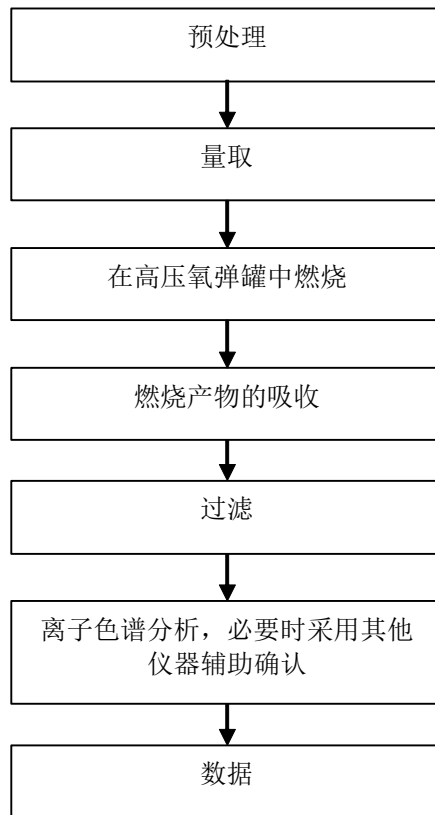 预处理
量取
在高压氧弹罐中燃烧
燃烧产物的吸收
过滤
离子色谱分析，必要时采用其他
仪器辅助确认
数据